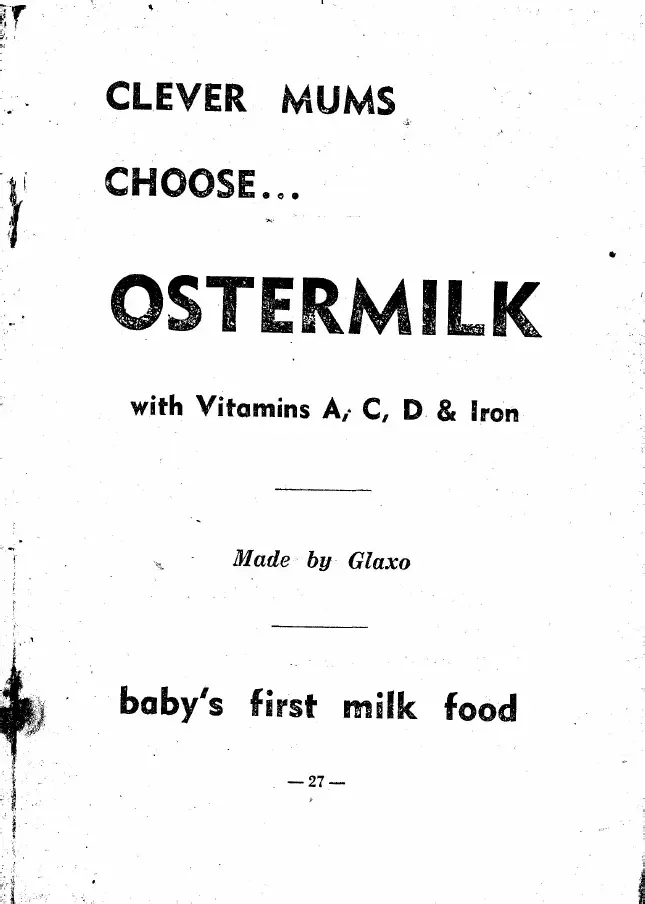 CLEVER MUMS
CHOOSE...
OSTERMILK
with Vitamins A, C, D & Iron
Made by Glaxo
baby's first milk food
— 27 —